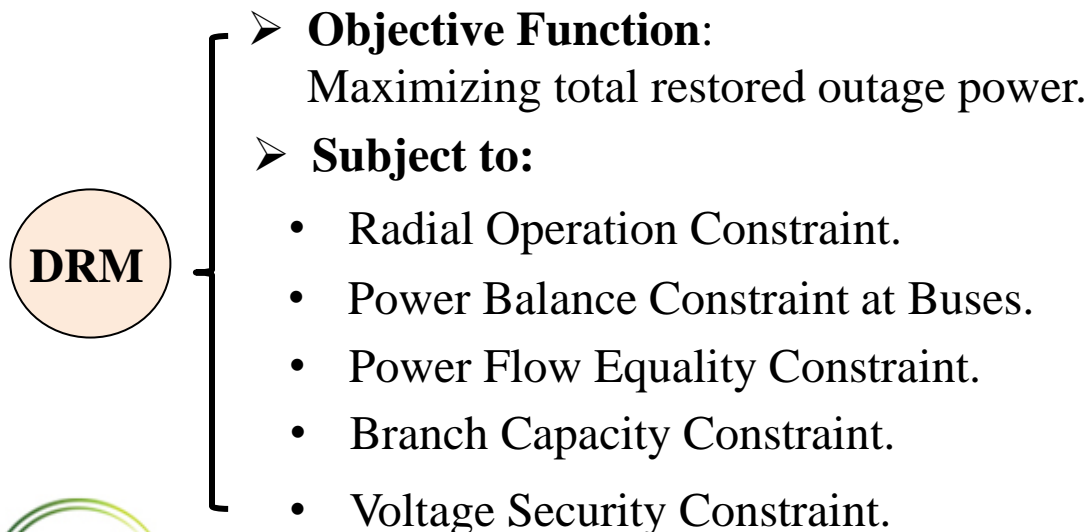 ➢ Objective Function:
Maximizing total restored outage power.
➢ Subject to:
DRM
• Radial Operation Constraint.
• Power Balance Constraint at Buses.
• Power Flow Equality Constraint.
• Branch Capacity Constraint.
• Voltage Security Constraint.